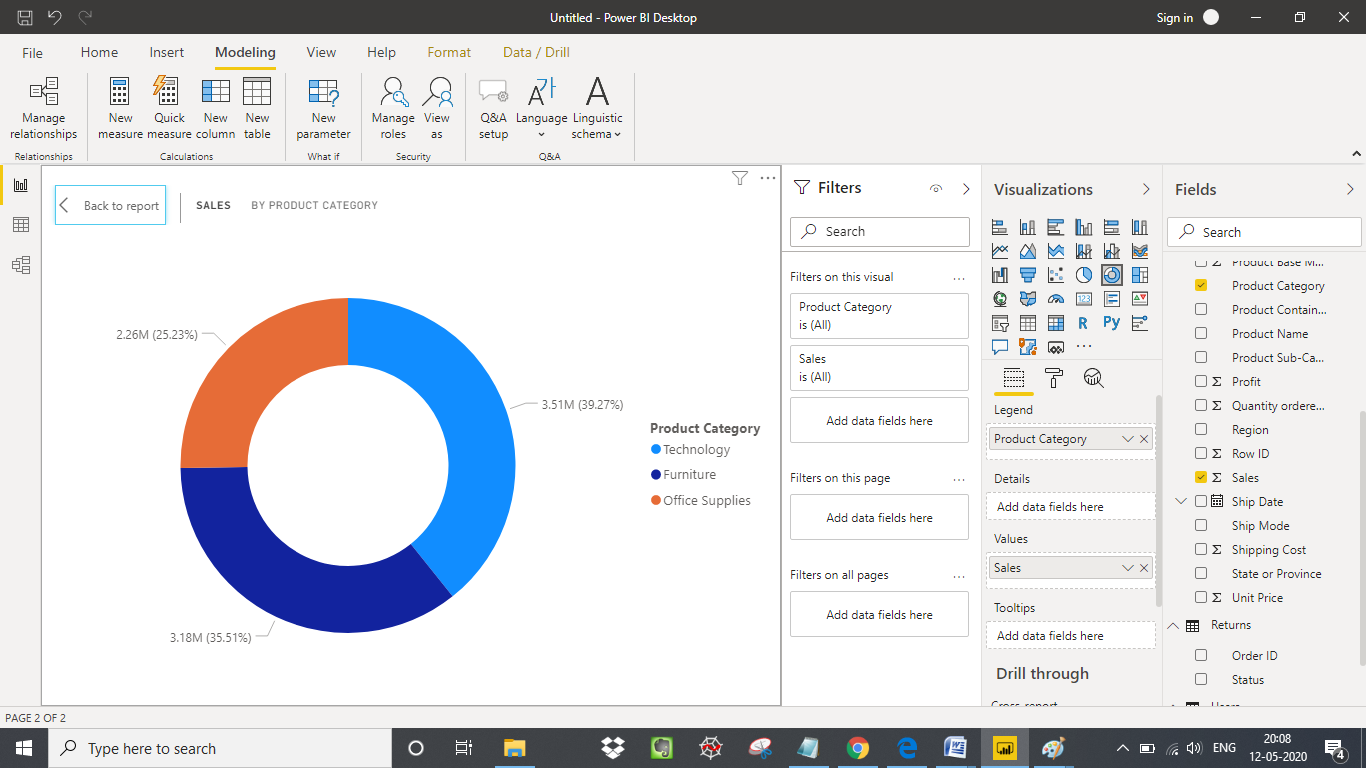 Untitled - Power BI Desktop
Sign in
File
Home
Insert
Modeling
View
Help
Format
Data / Drill
Manage
relationships
New
measure
Quick
measure
New
column
New
table
New
parameter
Manage
roles
View
as
Q&A
setup
Language
Linguistic
schema
Relationships
Calculations
What if
Security
Q&A
Back to report
SALES
BY PRODUCT CATEGORY
2.26M (25.23%)
3.51M (39.27%)
3.18M (35.51%)
Product Category
Technology
Furniture
Office Supplies
Filters
Search
Filters on this visual
...
Product Category
is (All)
Sales
is (All)
Add data fields here
Filters on this page
...
Add data fields here
Filters on all pages
...
Add data fields here
Visualizations
123
R
Py
...
Legend
Product Category
Details
Add data fields here
Values
Sales
Tooltips
Add data fields here
Drill through
Cross-report
Fields
Search
Σ Product Base M...
Product Category
Product Contain...
Product Name
Product Sub-Ca...
Σ Profit
Σ Quantity ordere...
Region
Σ Row ID
Σ Sales
Ship Date
Ship Mode
Σ Shipping Cost
State or Province
Σ Unit Price
Returns
Order ID
Status
Users
PAGE 2 OF 2
Type here to search
ENG
20:08
12-05-2020
4